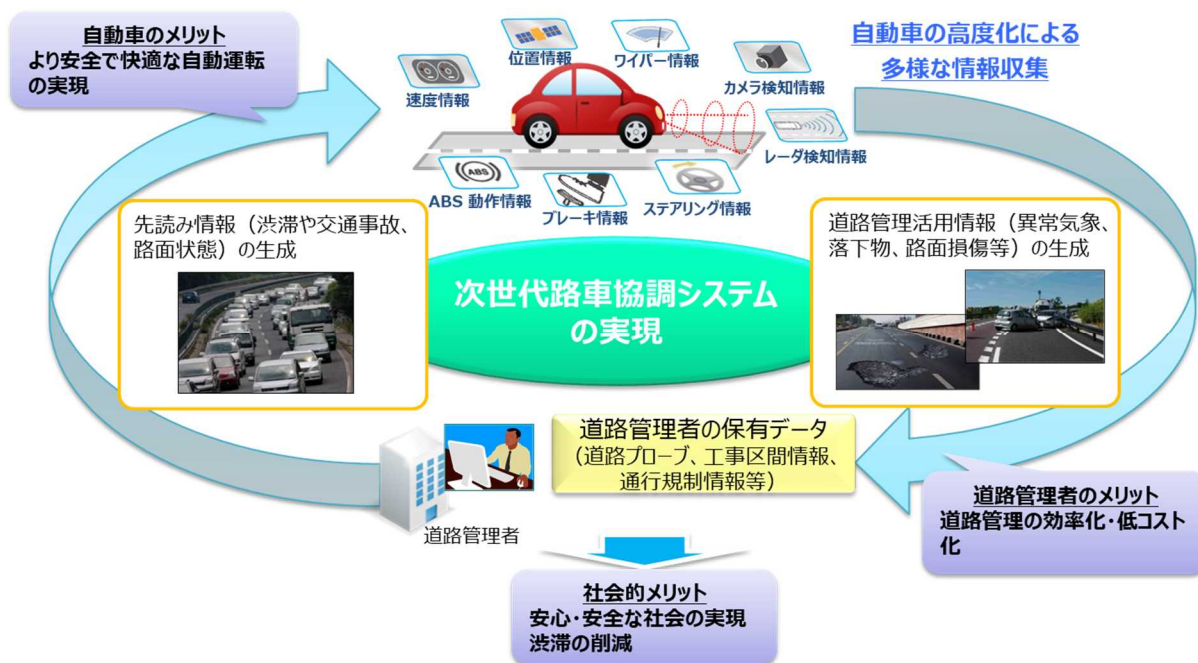 自動車のメリット
より安全で快適な自動運転
の実現
位置情報
ワイパー情報
速度情報
カメラ検知情報
レーダ検知情報
ABS
ABS 動作情報
ブレーキ情報
ステアリング情報
自動車の高度化による
多様な情報収集
先読み情報（渋滞や交通事故、
路面状態）の生成
次世代路車協調システム
の実現
道路管理活用情報（異常気象、
落下物、路面損傷等）の生成
道路管理者の保有データ
（道路プローブ、工事区間情報、
通行規制情報等）
道路管理者
道路管理者のメリット
道路管理の効率化・低コスト
化
社会的メリット
安心・安全な社会の実現
渋滞の削減